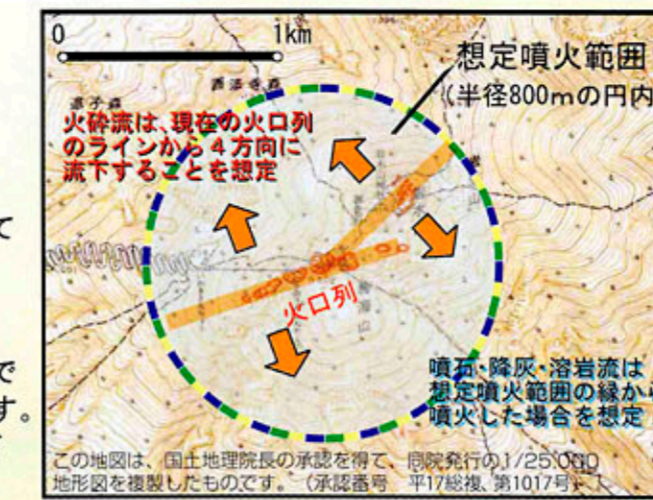 0 1km
想定噴火範囲
(半径800mの円内
火砕流は、現在の火口列
のラインから4方向に
流下することを想定
て
火口列
で
す。
噴石・降灰・溶岩流は
想定噴火範囲の縁から
噴火した場合を想定
この地図は、国土地理院長の承認を得て、同院発行の1/25,000
地形図を複製したものです。(承認番号 平17総複、第1017号)